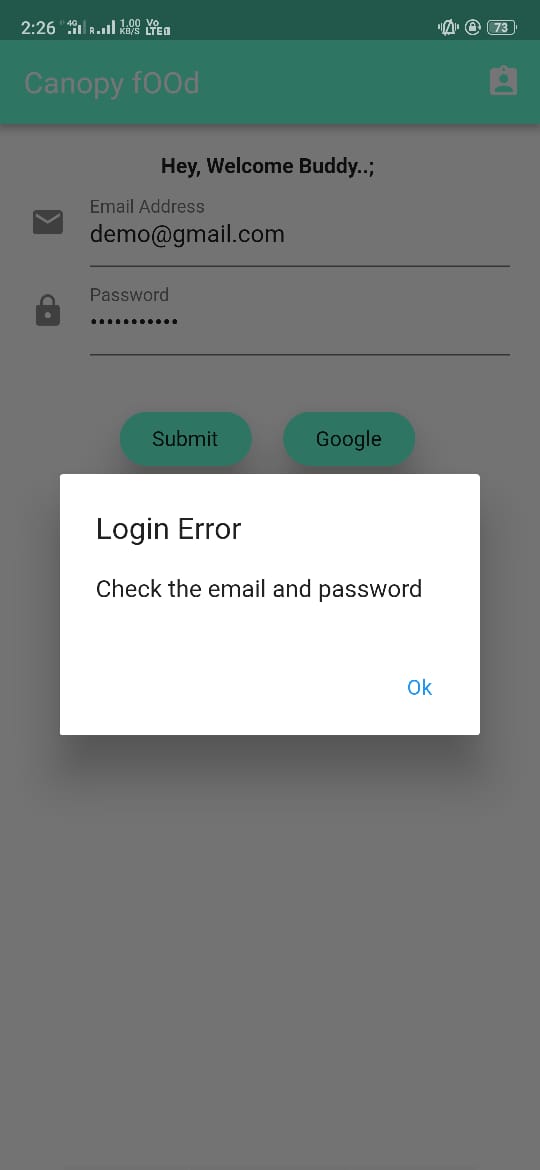 2:26 4G R 1.00 KB/S Vo LTE 73
Canopy fOOd
Hey, Welcome Buddy..;
Email Address
demo@gmail.com
Password
•••••••••••
Submit Google
Login Error
Check the email and password
Ok